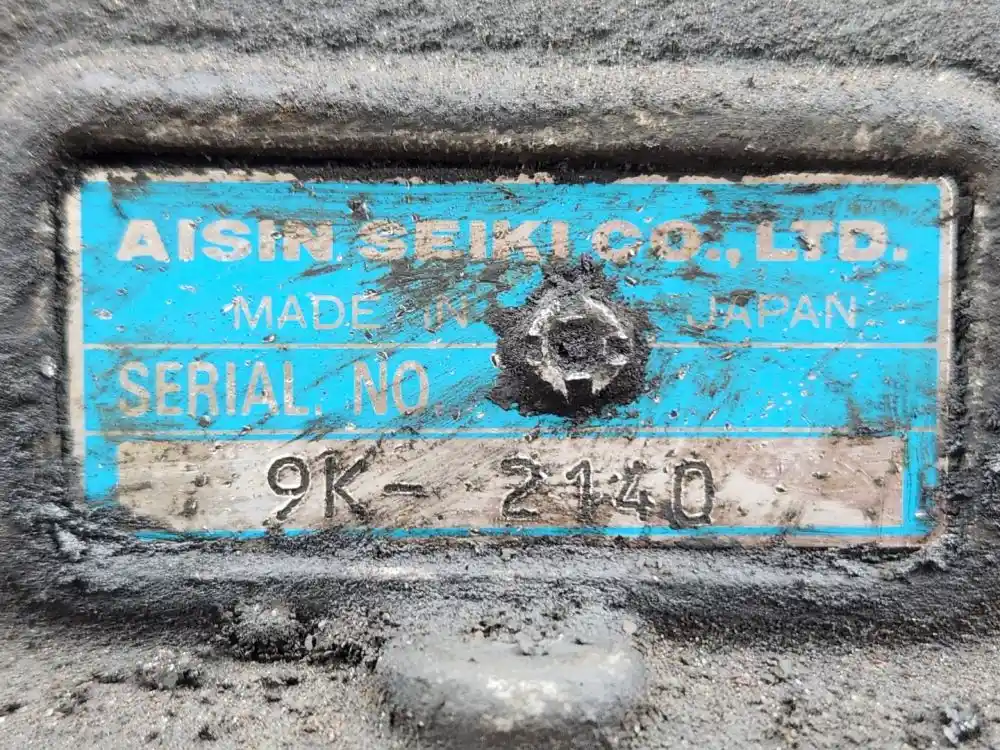 AISIN SEIKI CO., LTD.
MADE IN JAPAN
SERIAL. NO.
9K- 2140